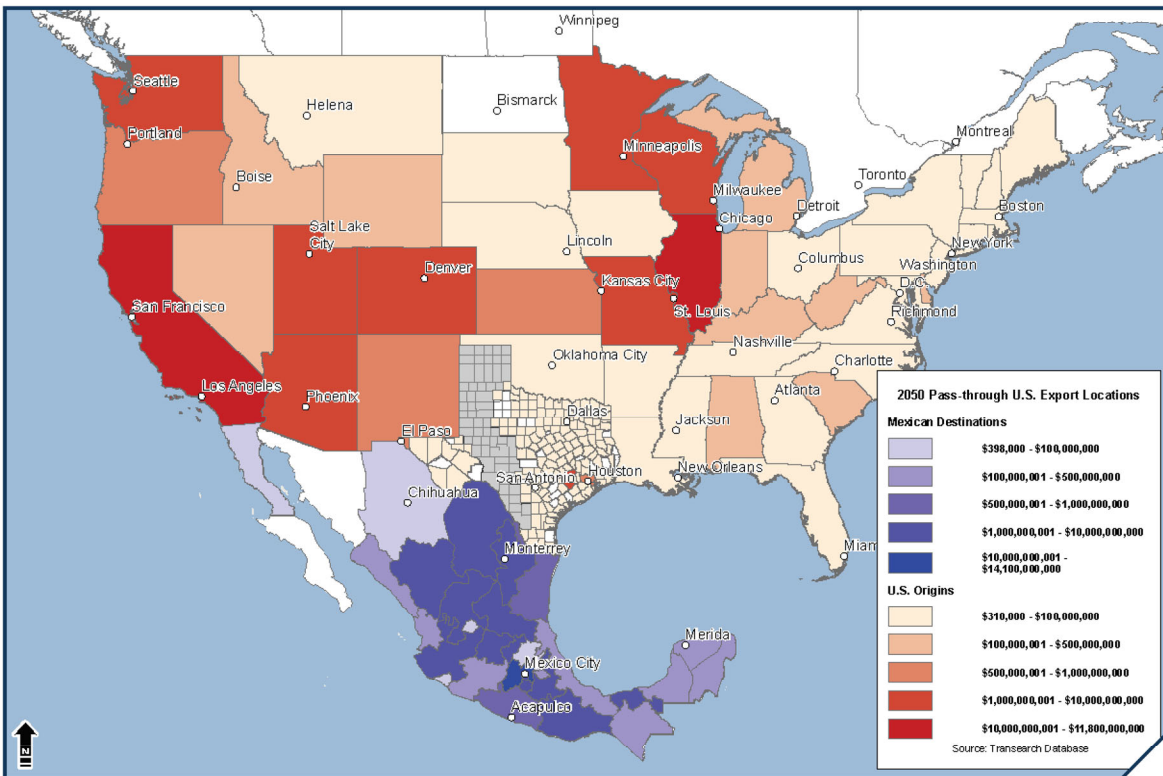 Winnipeg
Seattle
Helena
Bismarck
Montreal
Portland
Minneapolis
Toronto
Boise
Milwaukee
Detroit
Boston
Chicago
Salt Lake
City
Lincoln
New York
Columbus
Washington
D.C.
Denver
Kansas City
San Francisco
St. Louis
Richmond
Nashville
Oklahoma City
Charlotte
Los Angeles
Phoenix
Atlanta
Dallas
Jackson
El Paso
San Antonio
Houston
New Orleans
Chihuahua
Monterrey
Miam
Merida
Mexico City
Acapulco
N
2050 Pass-through U.S. Export Locations
Mexican Destinations
$398,000 - $100,000,000
$100,000,001 - $500,000,000
$500,000,001 - $1,000,000,000
$1,000,000,001 - $10,000,000,000
$10,000,000,001 -
$14,100,000,000
U.S. Origins
$310,000 - $100,000,000
$100,000,001 - $500,000,000
$500,000,001 - $1,000,000,000
$1,000,000,001 - $10,000,000,000
$10,000,000,001 - $11,800,000,000
Source: Transearch Database